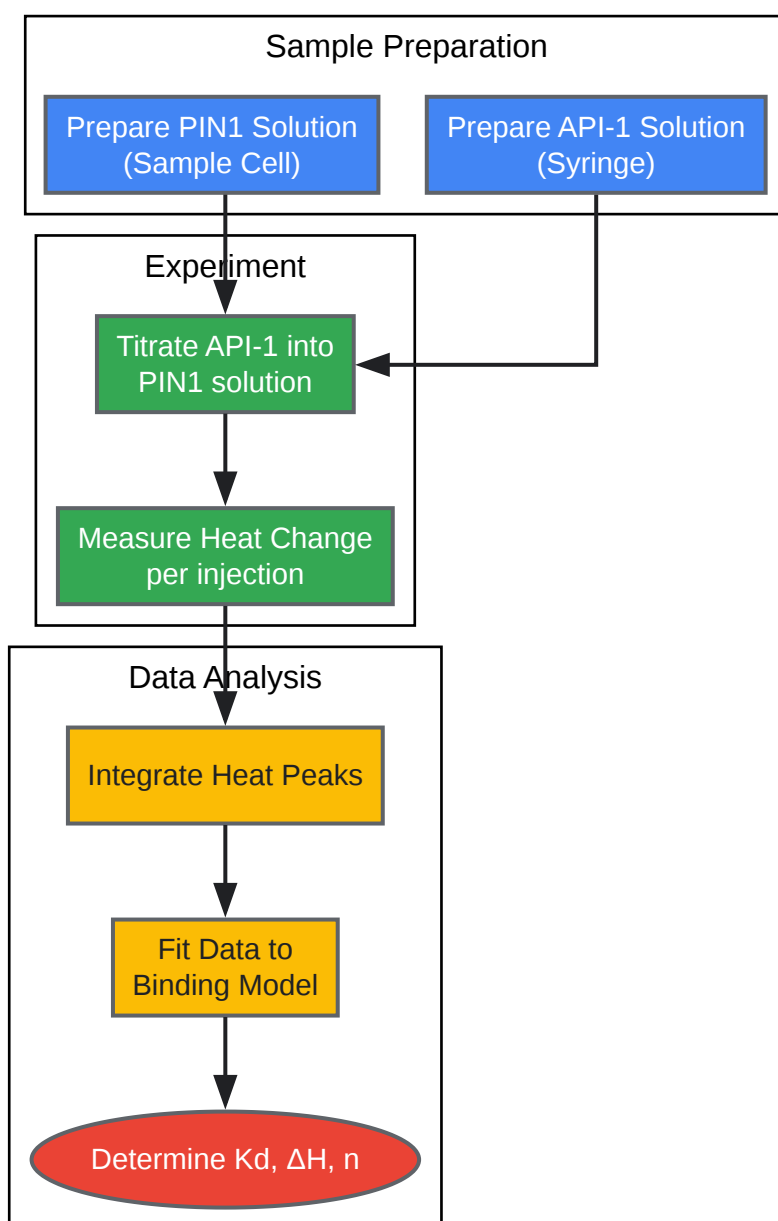 Sample Preparation
Prepare PIN1 Solution
(Sample Cell)
Prepare API-1 Solution
(Syringe)
Experiment
Titrate API-1 into
PIN1 solution
Measure Heat Change
per injection
Data Analysis
Integrate Heat Peaks
Fit Data to
Binding Model
Determine Kd, ΔH, n